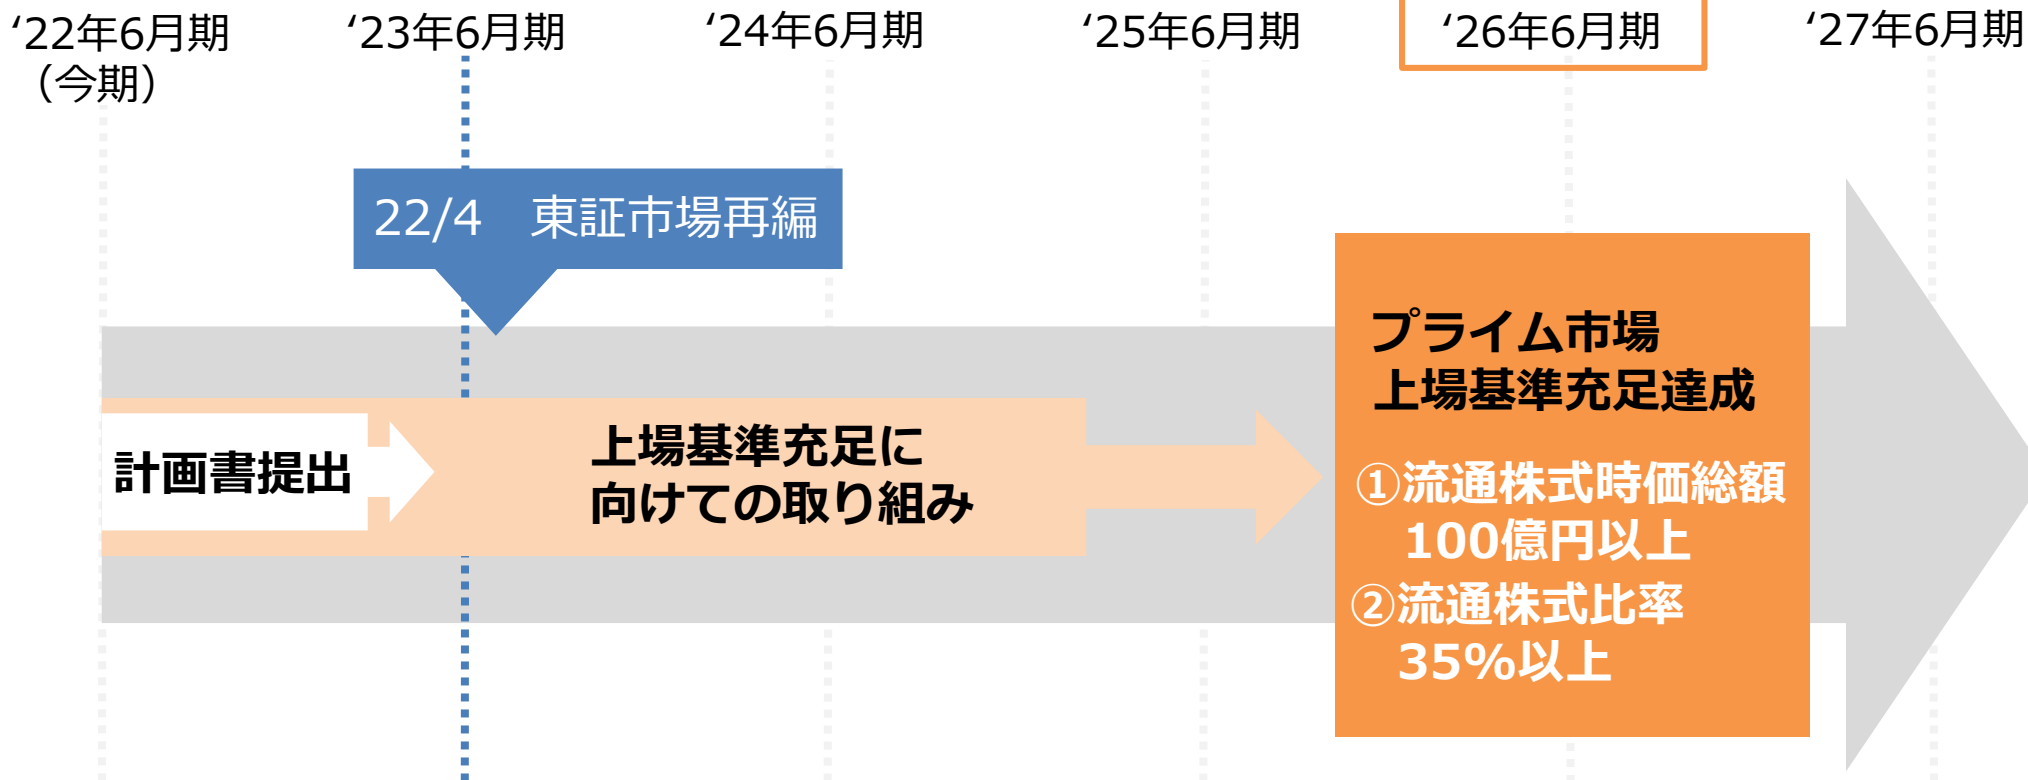 ‘22年6月期
（今期）
‘23年6月期
‘24年6月期
‘25年6月期
‘26年6月期
‘27年6月期
22/4　東証市場再編
計画書提出
上場基準充足に
向けての取り組み
プライム市場
上場基準充足達成
①流通株式時価総額
100億円以上
②流通株式比率
35%以上